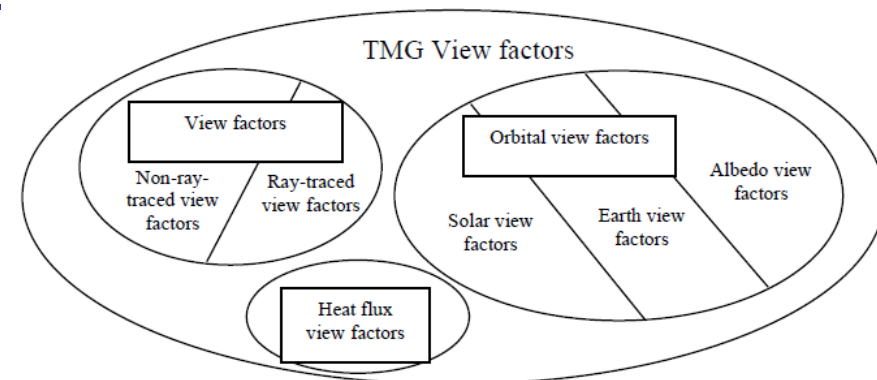 TMG View factors
View factors
Non-ray-
traced view
factors
Ray-traced
view factors
Orbital view factors
Solar view
factors
Earth view
factors
Albedo view
factors
Heat flux
view factors